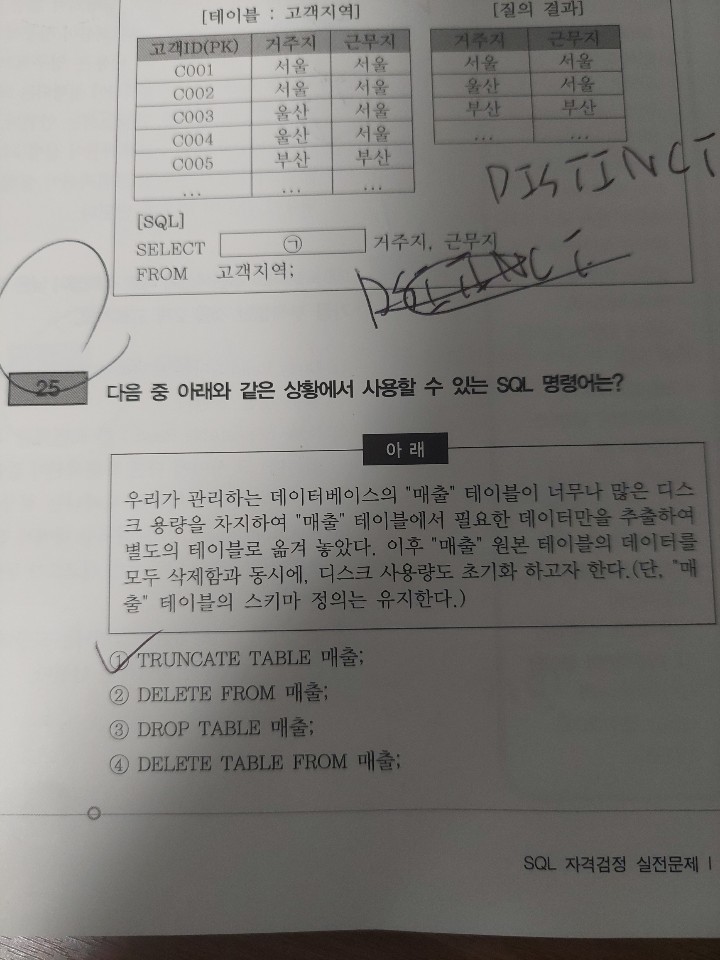 [테이블 : 고객지역] [질의 결과]
고객ID(PK) 거주지 근무지 거주지 근무지
C001 서울 서울 서울 서울
C002 서울 서울 울산 서울
C003 울산 서울 부산 부산
C004 울산 서울 ... ...
C005 부산 부산
... ... ...
DISTINCT
[SQL]
SELECT ㉠ 거주지, 근무지
FROM 고객지역;
25 다음 중 아래와 같은 상황에서 사용할 수 있는 SQL 명령어는?
아 래
우리가 관리하는 데이터베이스의 "매출" 테이블이 너무나 많은 디스
크 용량을 차지하여 "매출" 테이블에서 필요한 데이터만을 추출하여
별도의 테이블로 옮겨 놓았다. 이후 "매출" 원본 테이블의 데이터를
모두 삭제함과 동시에, 디스크 사용량도 초기화 하고자 한다.(단, "매
출" 테이블의 스키마 정의는 유지한다.)
① TRUNCATE TABLE 매출;
② DELETE FROM 매출;
③ DROP TABLE 매출;
④ DELETE TABLE FROM 매출;
SQL 자격검정 실전문제 I